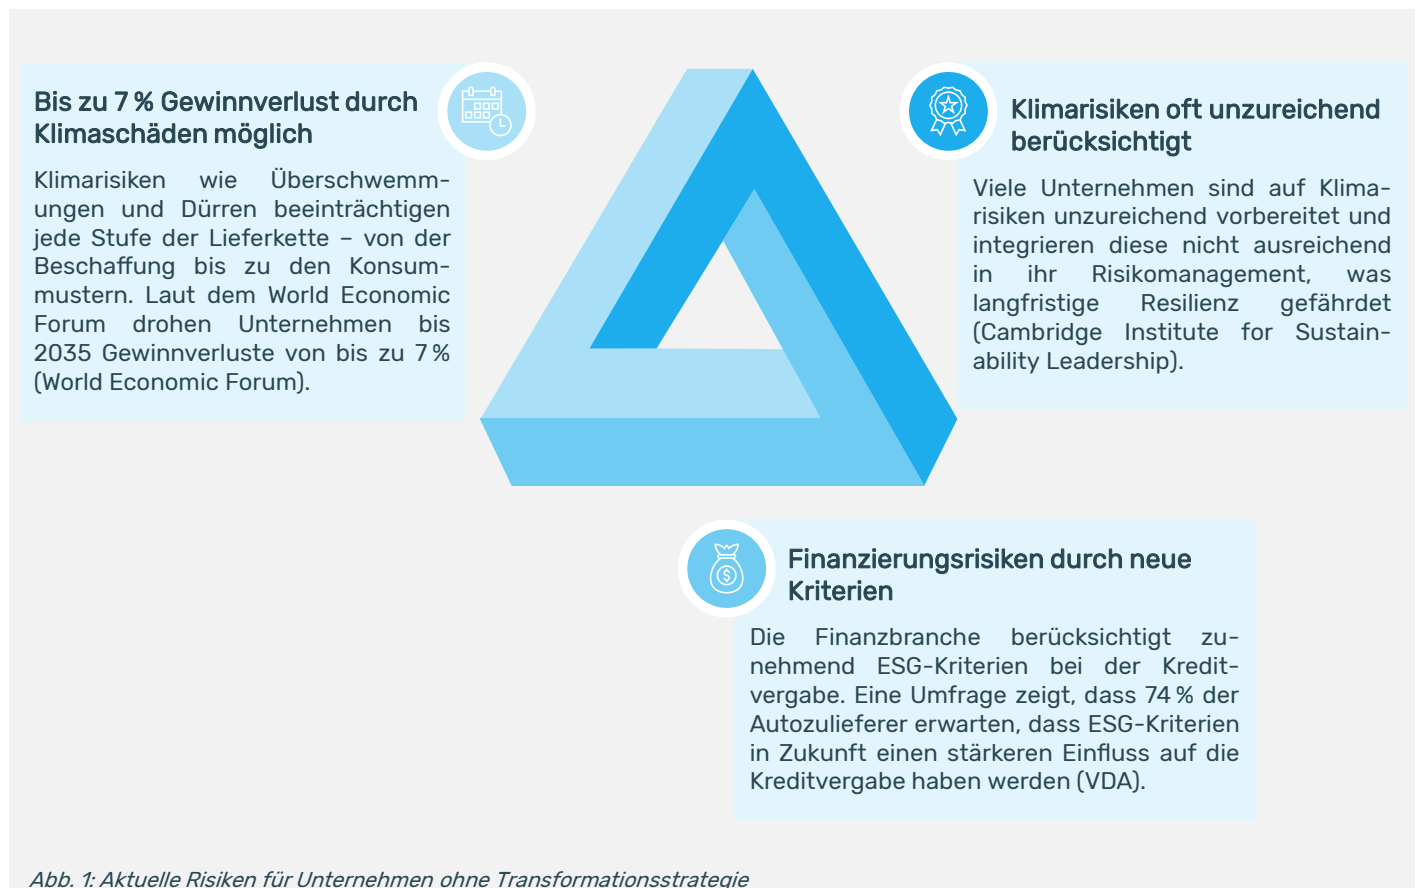 Bis zu 7 % Gewinnverlust durch
Klimaschäden möglich
Klimarisiken wie Überschwemm-
ungen und Dürren beeinträchtigen
jede Stufe der Lieferkette – von der
Beschaffung bis zu den Konsum-
mustern. Laut dem World Economic
Forum drohen Unternehmen bis
2035 Gewinnverluste von bis zu 7 %
(World Economic Forum).
Klimarisiken oft unzureichend
berücksichtigt
Viele Unternehmen sind auf Klima-
risiken unzureichend vorbereitet und
integrieren diese nicht ausreichend
in ihr Risikomanagement, was
langfristige Resilienz gefährdet
(Cambridge Institute for Sustain-
ability Leadership).
Finanzierungsrisiken durch neue
Kriterien
Die Finanzbranche berücksichtigt zu-
nehmend ESG-Kriterien bei der Kredit-
vergabe. Eine Umfrage zeigt, dass 74 % der
Autozulieferer erwarten, dass ESG-Kriterien
in Zukunft einen stärkeren Einfluss auf die
Kreditvergabe haben werden (VDA).
Abb. 1: Aktuelle Risiken für Unternehmen ohne Transformationsstrategie